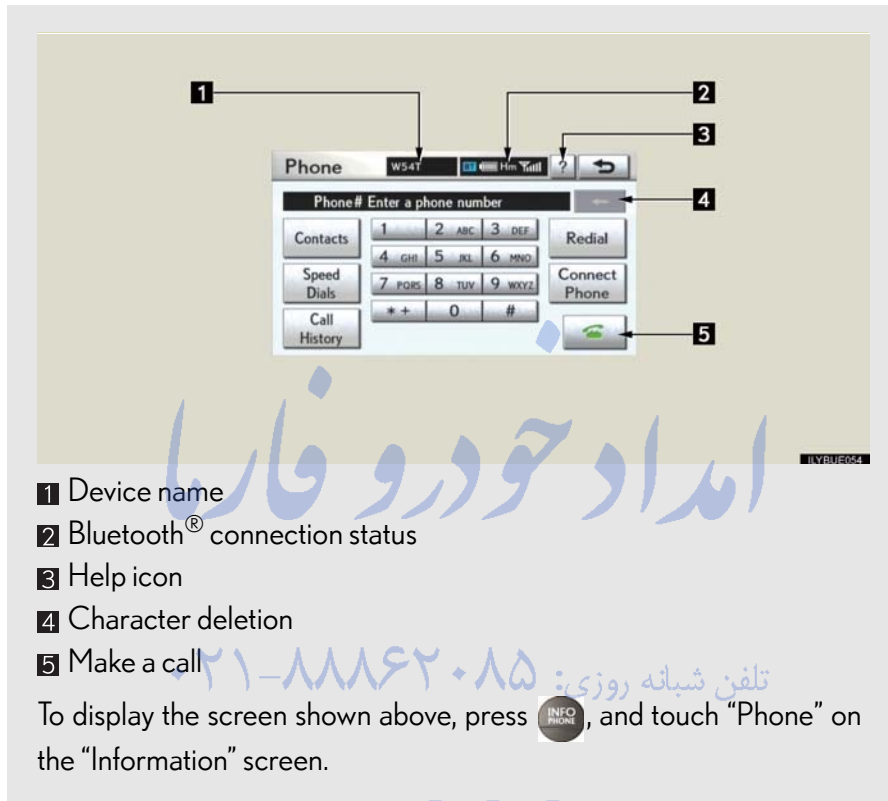 1
2
3
Phone W54T BT Hm ?
Phone# Enter a phone number
4
Contacts 1 2 ABC 3 DEF Redial
4 GHI 5 JKL 6 MNO
Speed Dials 7 PQRS 8 TUV 9 WXYZ Connect Phone
* + 0 #
Call History
5
ILYBUE054
امداد خودرو فارما
1 Device name
2 Bluetooth® connection status
3 Help icon
4 Character deletion
5 Make a call
تلفن شبانه روزی: ۰۲۱-۸۸۸۶۲۰۸۵
To display the screen shown above, press INFO PHONE, and touch “Phone” on
the “Information” screen.